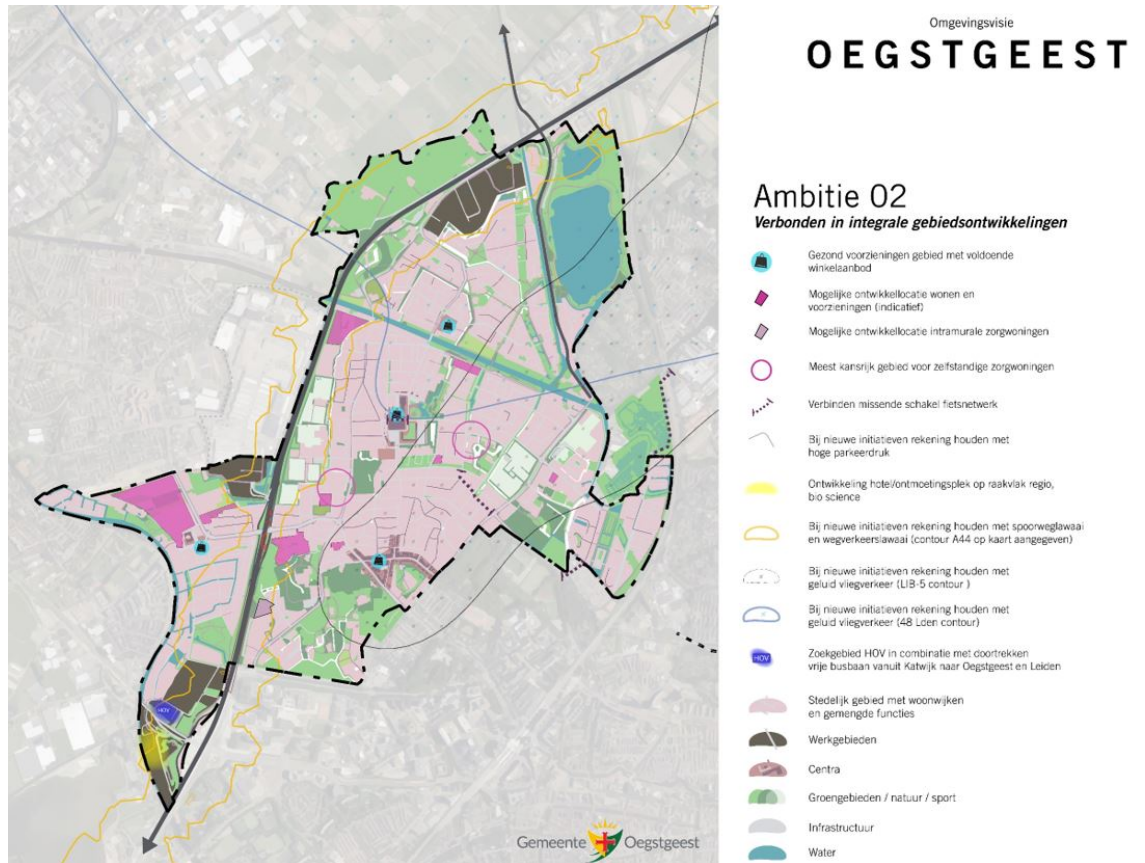 Omgevingsvisie
OEGSTGEEST
Ambitie 02
Verbonden in integrale gebiedsontwikkelingen
Gezond voorzieningen gebied met voldoende
winkelaanbod
Mogelijke ontwikkellocatie wonen en
voorzieningen (indicatief)
Mogelijke ontwikkellocatie intramurale zorgwoningen
Meest kansrijk gebied voor zelfstandige zorgwoningen
Verbinden missende schakel fietsnetwerk
Bij nieuwe initiatieven rekening houden met
hoge parkeerdruk
Ontwikkeling hotel/ontmoetingsplek op raakvlak regio,
bio science
Bij nieuwe initiatieven rekening houden met spoorweglawaai
en wegverkeerslawaai (contour A44 op kaart aangegeven)
Bij nieuwe initiatieven rekening houden met
geluid vliegverkeer (LIB-5 contour )
Bij nieuwe initiatieven rekening houden met
geluid vliegverkeer (48 Lden contour)
HOV
Zoekgebied HOV in combinatie met doortrekken
vrije busbaan vanuit Katwijk naar Oegstgeest en Leiden
Stedelijk gebied met woonwijken
en gemengde functies
Werkgebieden
Centra
Groengebieden / natuur / sport
Infrastructuur
Water
HOV
Gemeente Oegstgeest